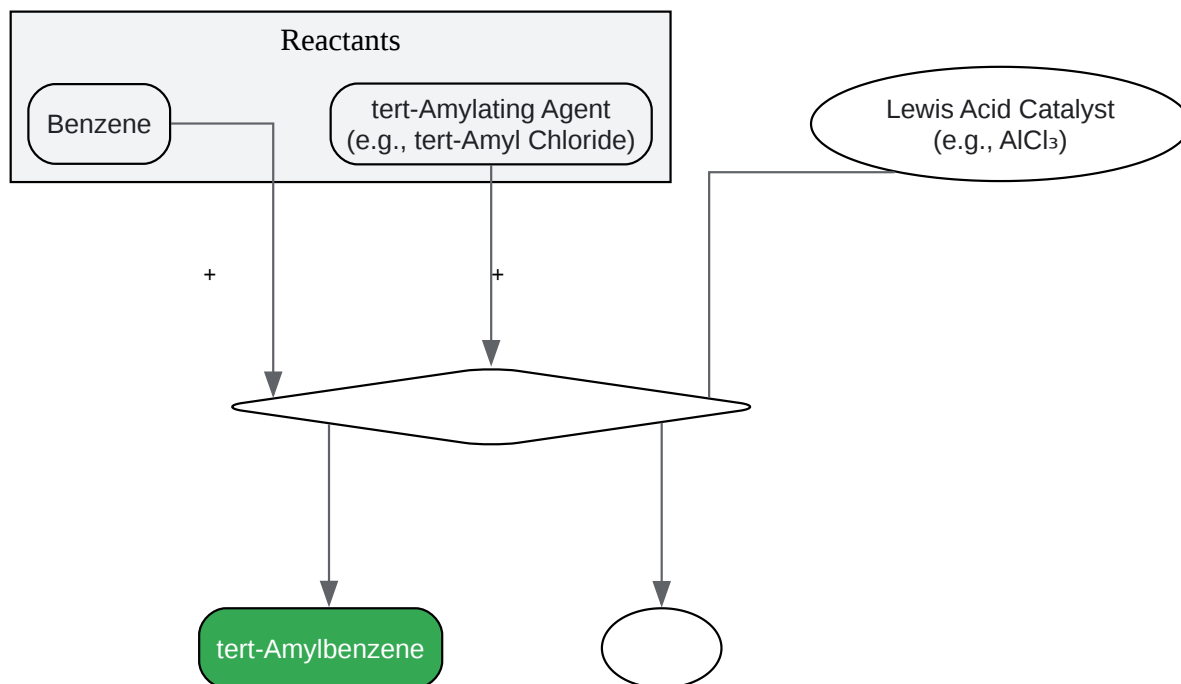 Reactants
Benzene
tert-Amylating Agent
(e.g., tert-Amyl Chloride)
Lewis Acid Catalyst
(e.g., AlCl₃)
+
+
tert-Amylbenzene